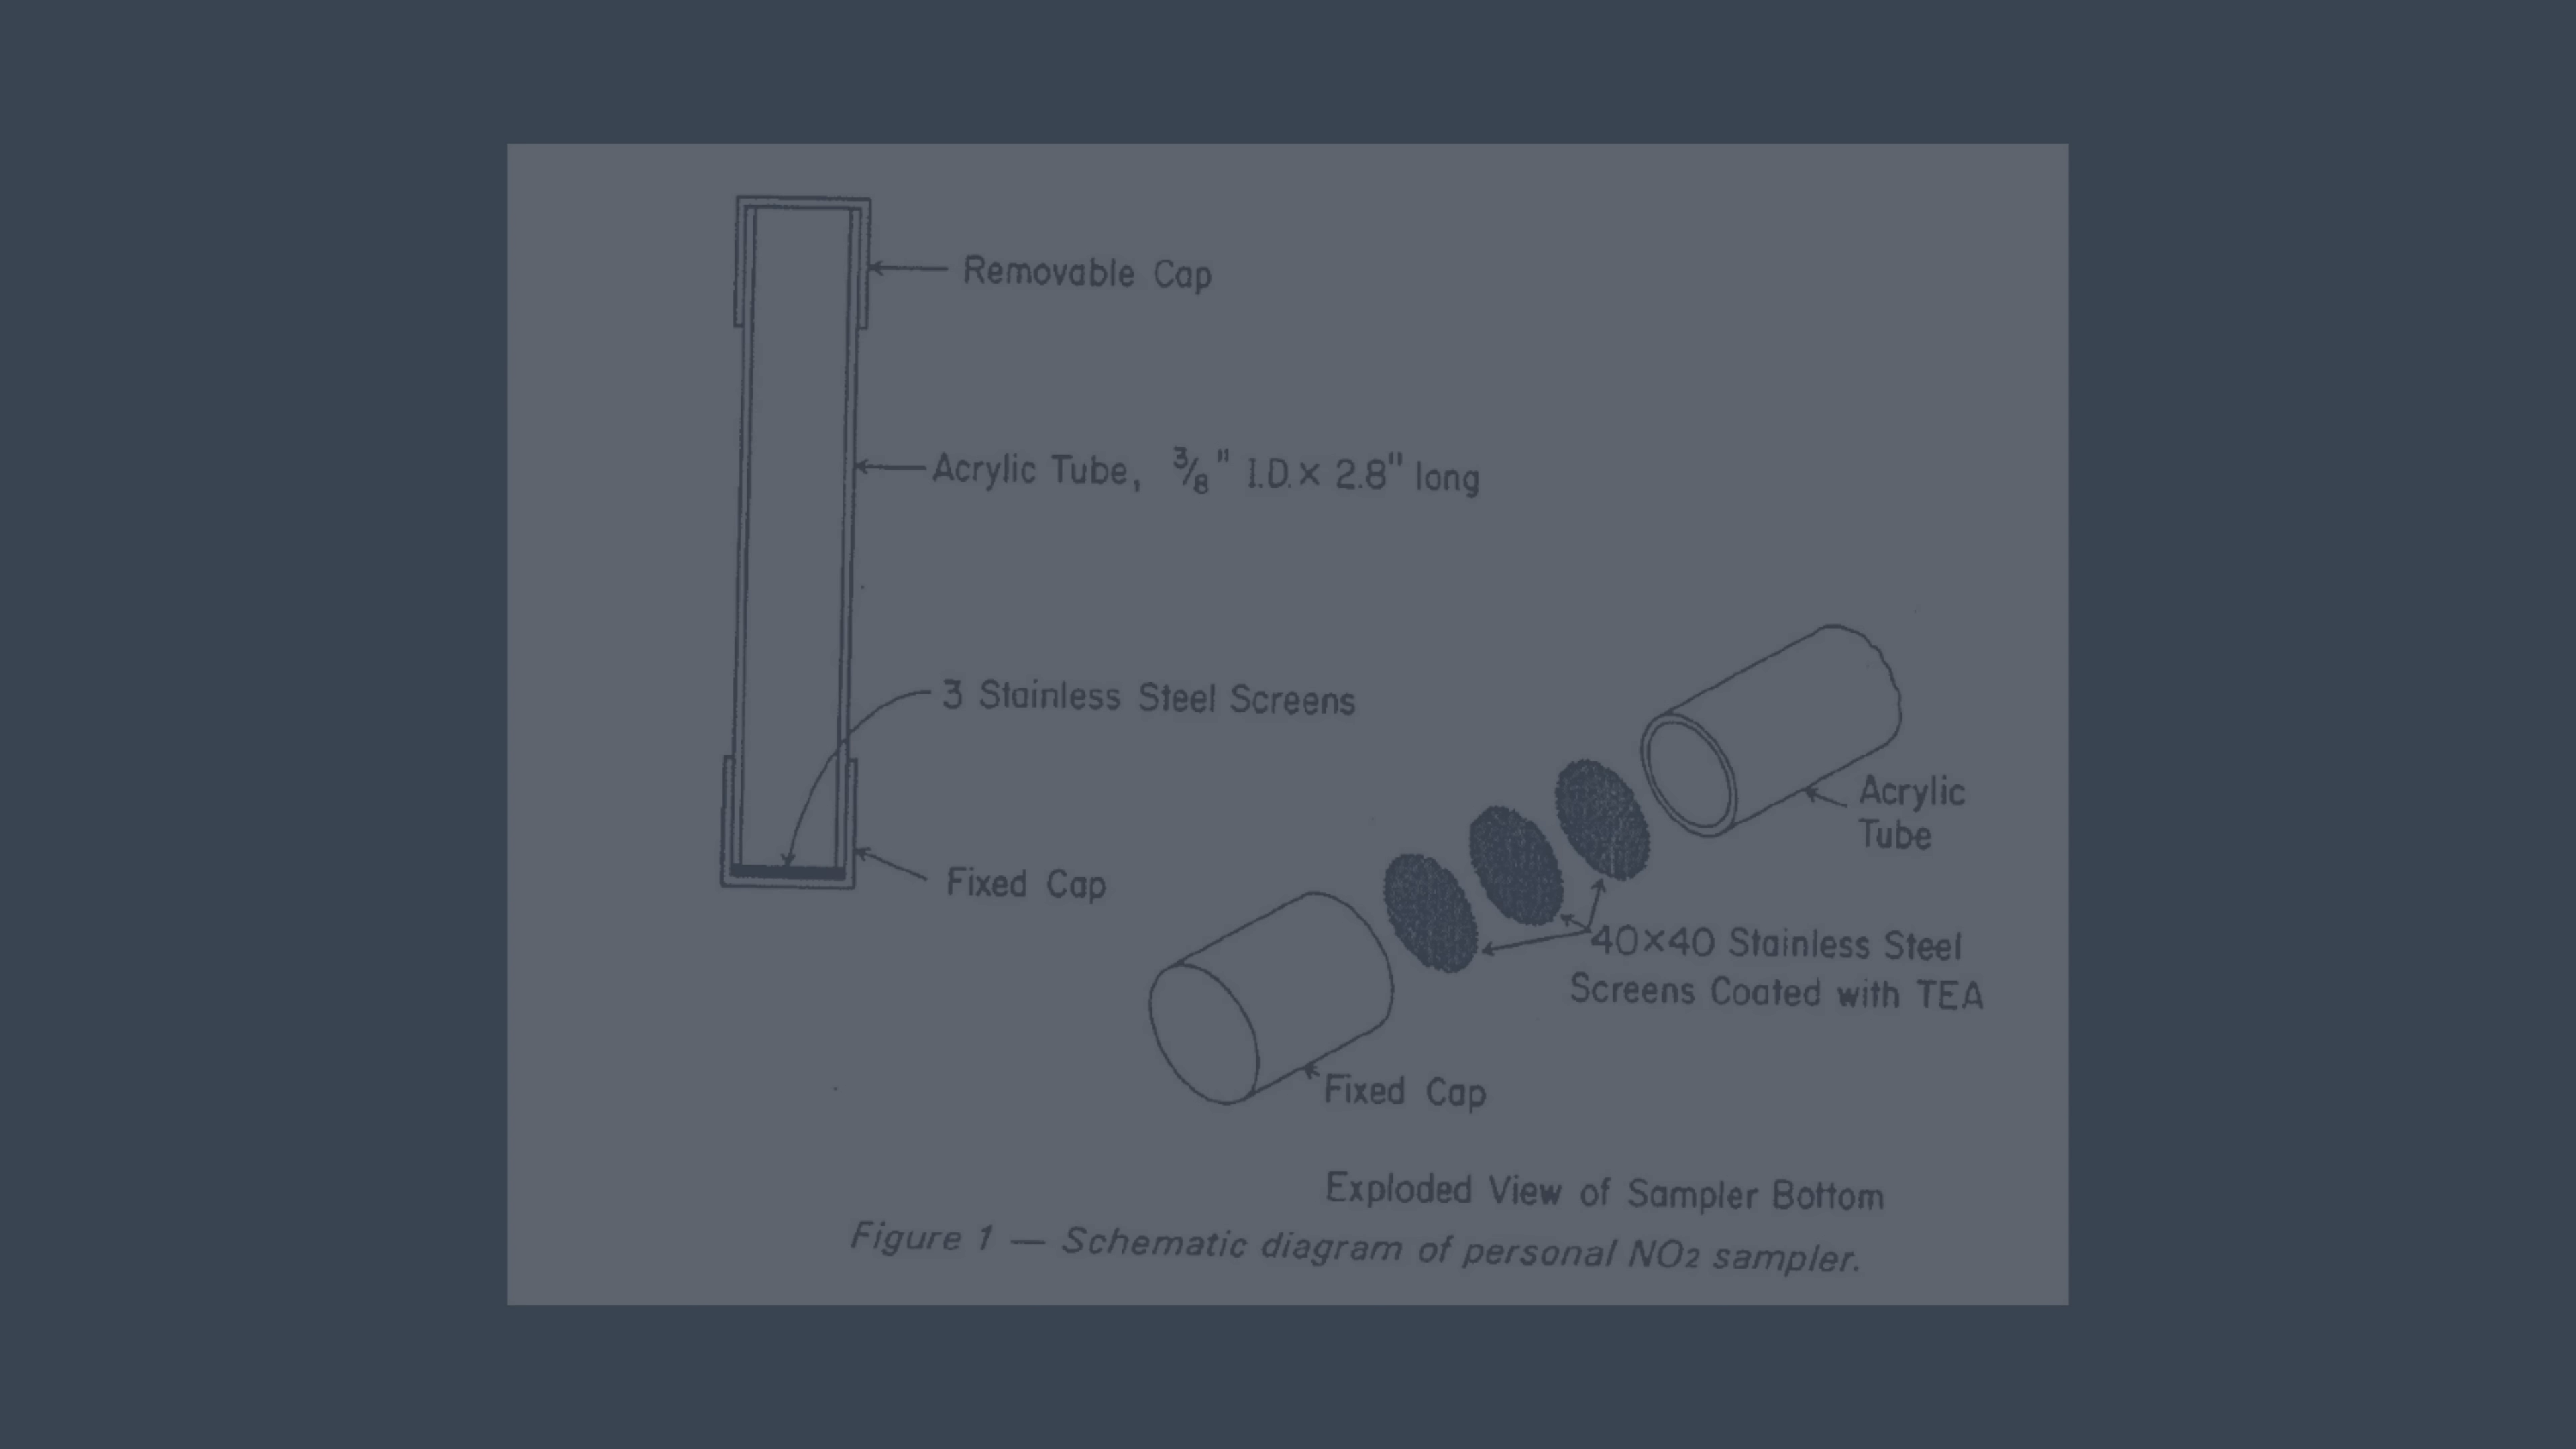 Removable Cap
Acrylic Tube, 3/8" I.D. x 2.8" long
3 Stainless Steel Screens
Fixed Cap
Acrylic
Tube
40x40 Stainless Steel
Screens Coated with TEA
Fixed Cap
Exploded View of Sampler Bottom
Figure 1 — Schematic diagram of personal NO2 sampler.